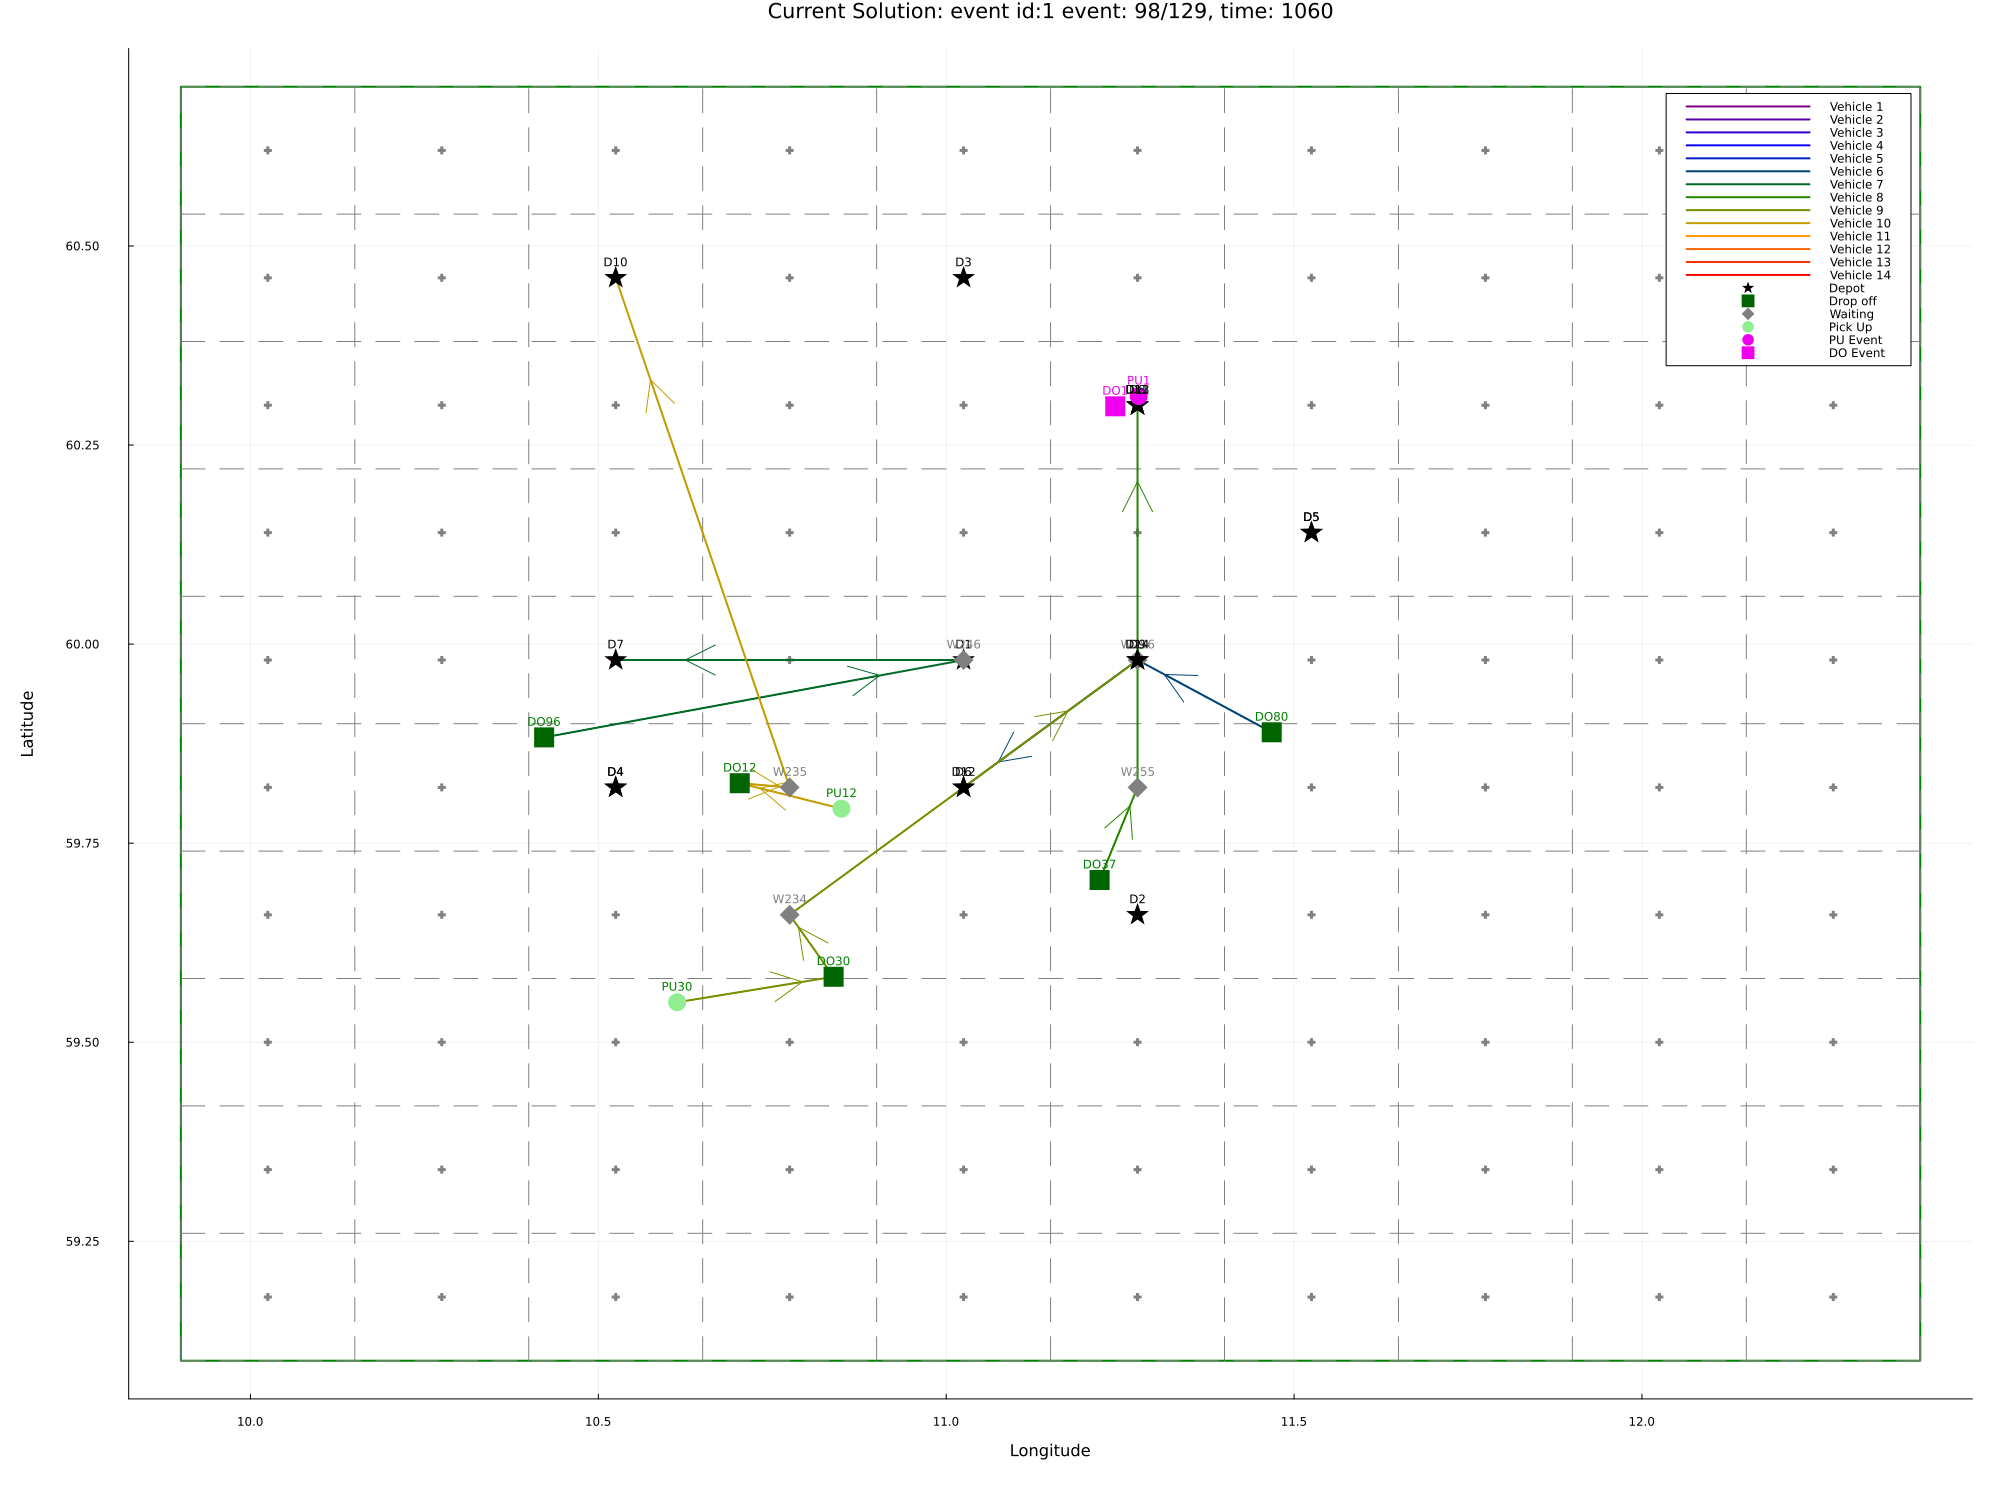 Current Solution: event id:1 event: 98/129, time: 1060
Vehicle 1
Vehicle 2
Vehicle 3
Vehicle 4
Vehicle 5
Vehicle 6
Vehicle 7
Vehicle 8
Vehicle 9
Vehicle 10
Vehicle 11
Vehicle 12
Vehicle 13
Vehicle 14
Depot
Drop off
Waiting
Pick Up
PU Event
DO Event
60.50
60.25
60.00
59.75
59.50
59.25
Latitude
D10
D3
PU1
DO1
D5
D7
D1
DO96
DO80
D4
DO12
W235
PU12
W255
DO37
W234
D2
DO30
PU30
10.0
10.5
11.0
11.5
12.0
Longitude